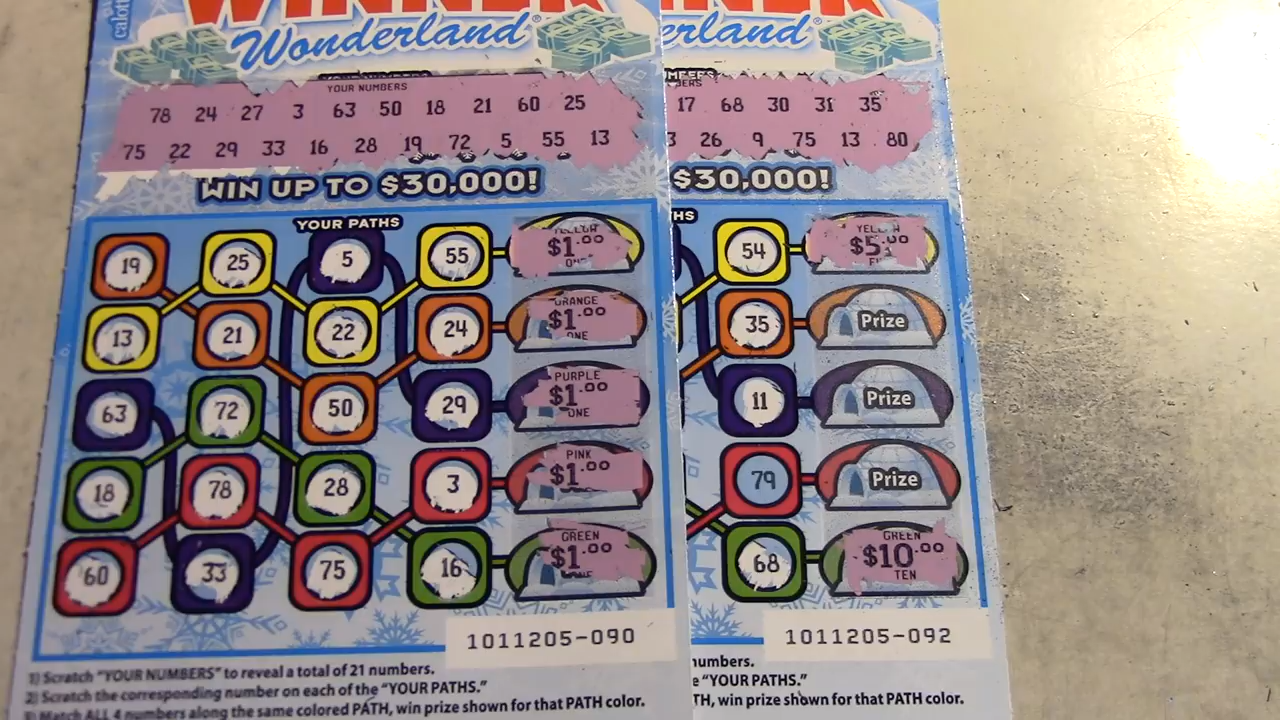 Wonderland®
YOUR NUMBERS
78 24 27 3 63 50 18 21 60 25
75 22 29 33 16 28 19 72 5 55 13
WIN UP TO $30,000!
YOUR PATHS
19 25 5 55 YELLOW $1.00
13 21 22 24 ORANGE $1.00 ONE
63 72 50 29 PURPLE $1.00 ONE
18 78 28 3 PINK $1.00
60 33 75 16 GREEN $1.00
1011205-090
1) Scratch "YOUR NUMBERS" to reveal a total of 21 numbers.
2) Scratch the corresponding number on each of the "YOUR PATHS."
3) Match ALL 4 numbers along the same colored PATH, win prize shown for that PATH color.
erland®
17 68 30 31 35
26 9 75 13 80
$30,000!
HS
54 YELLOW $5.00
35 Prize
11 Prize
79 Prize
68 GREEN $10.00 TEN
1011205-092
numbers.
"YOUR PATHS."
TH, win prize shown for that PATH color.